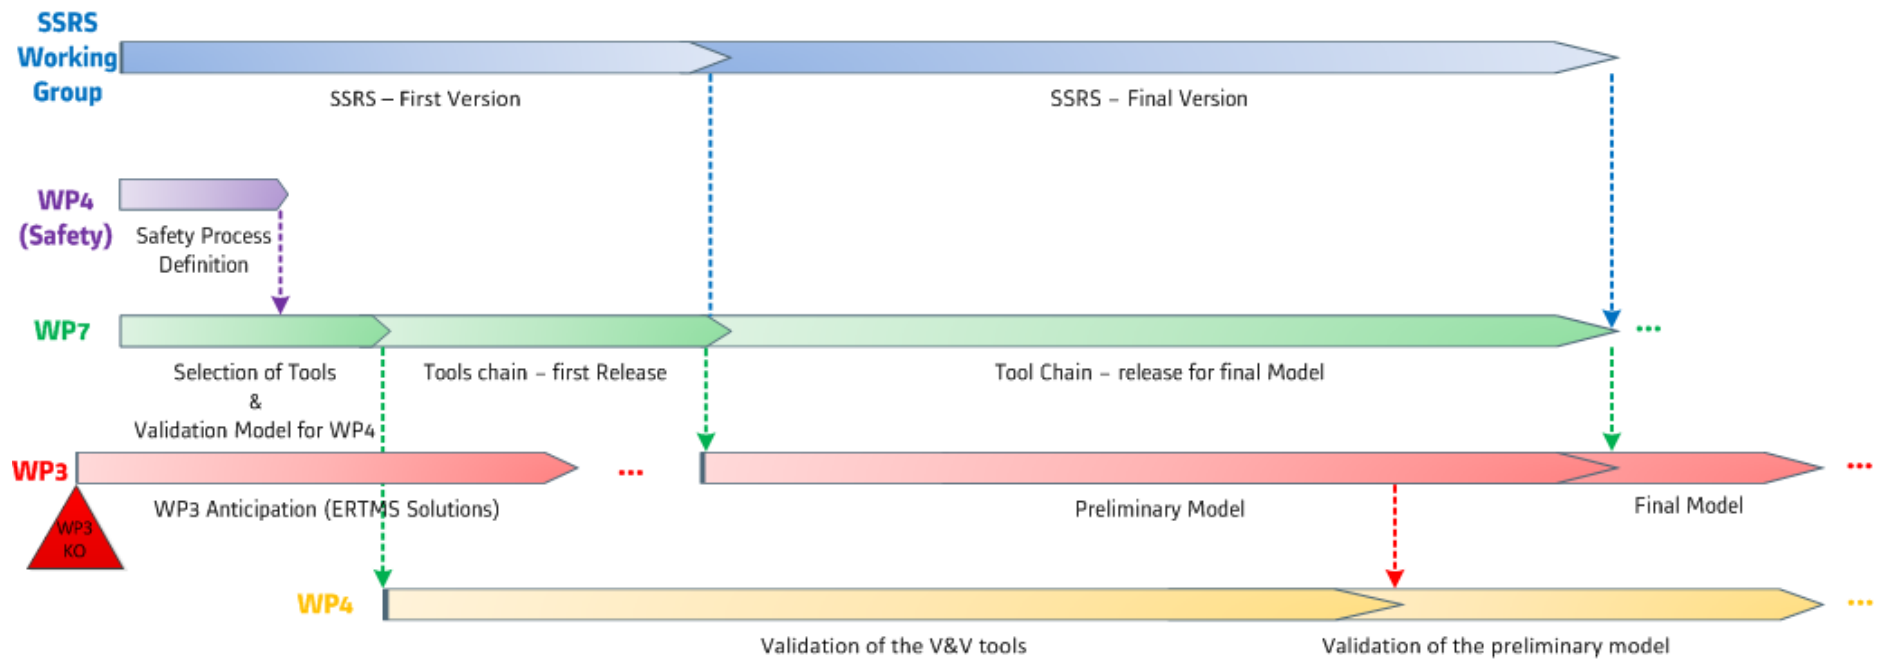 SSRS
Working
Group
SSRS – First Version
SSRS – Final Version
WP4
(Safety)
Safety Process
Definition
WP7
...
Selection of Tools
&
Validation Model for WP4
Tools chain – first Release
Tool Chain – release for final Model
WP3
...
...
WP3 Anticipation (ERTMS Solutions)
Preliminary Model
Final Model
WP3
KO
WP4
...
Validation of the V&V tools
Validation of the preliminary model